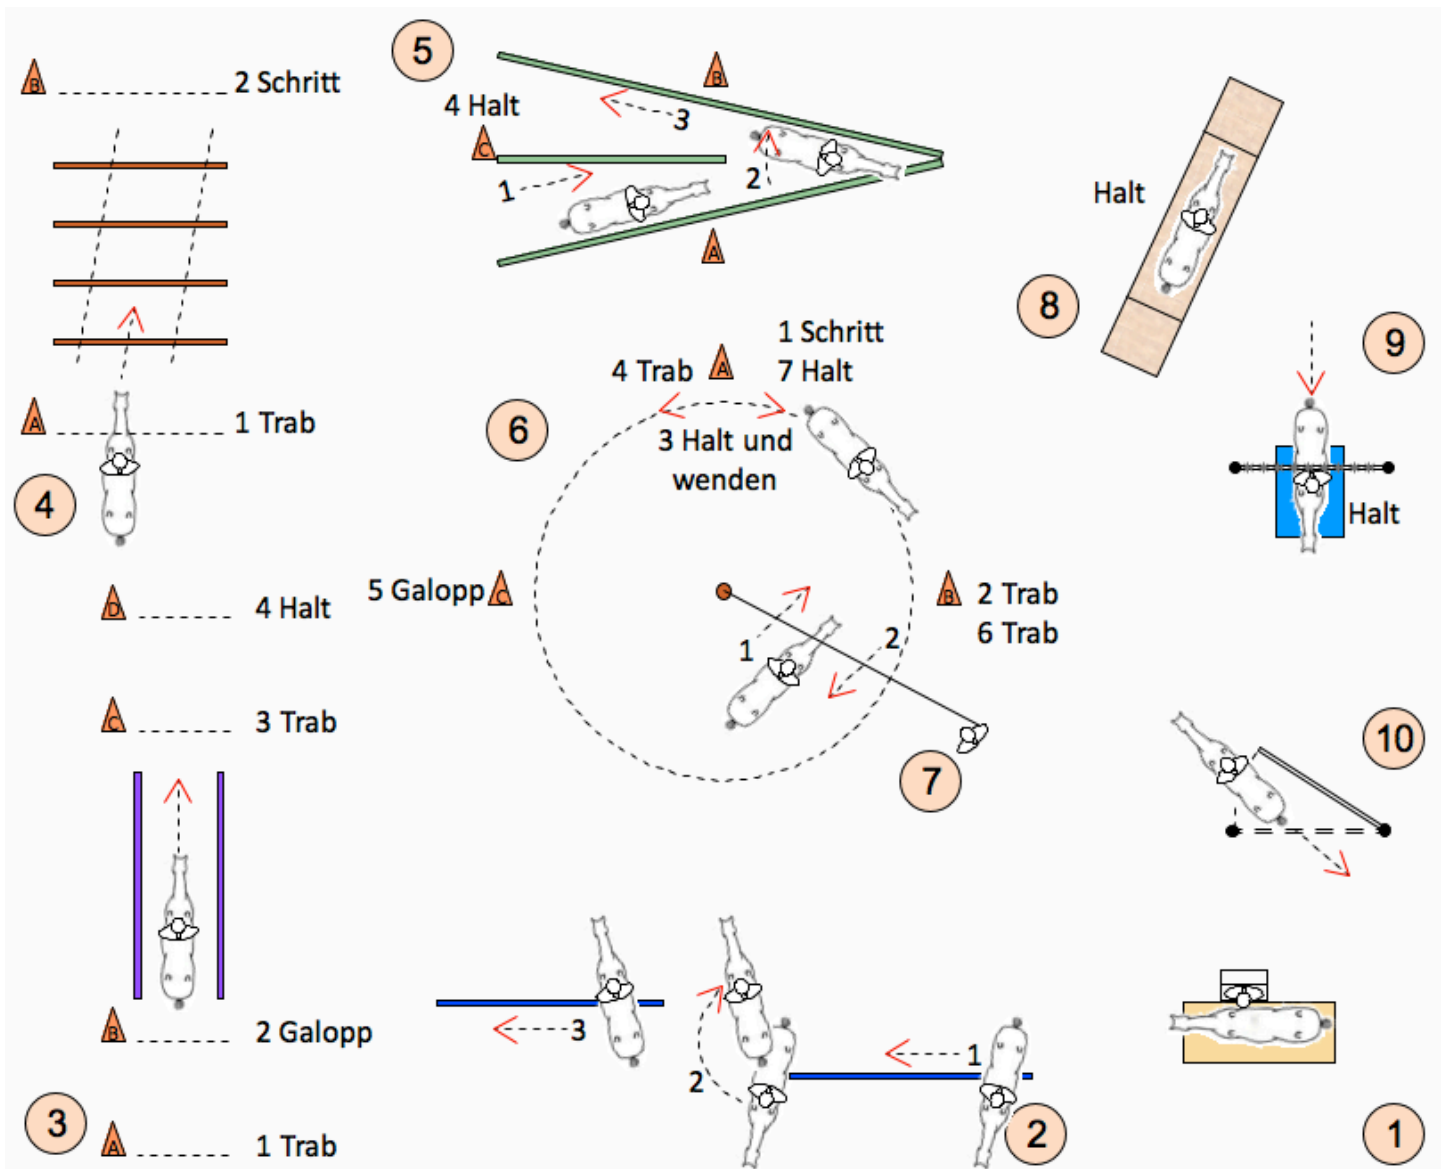 5
B
2 Schritt
B
4 Halt
3
C
1
2
Halt
A
8
9
1 Schritt
4 Trab
A
7 Halt
A
1 Trab
6
3 Halt und
wenden
4
Halt
5 Galopp
C
B
2 Trab
6 Trab
D
4 Halt
1
2
C
3 Trab
10
7
B
2 Galopp
3
1
2
3
A
1 Trab
2
1